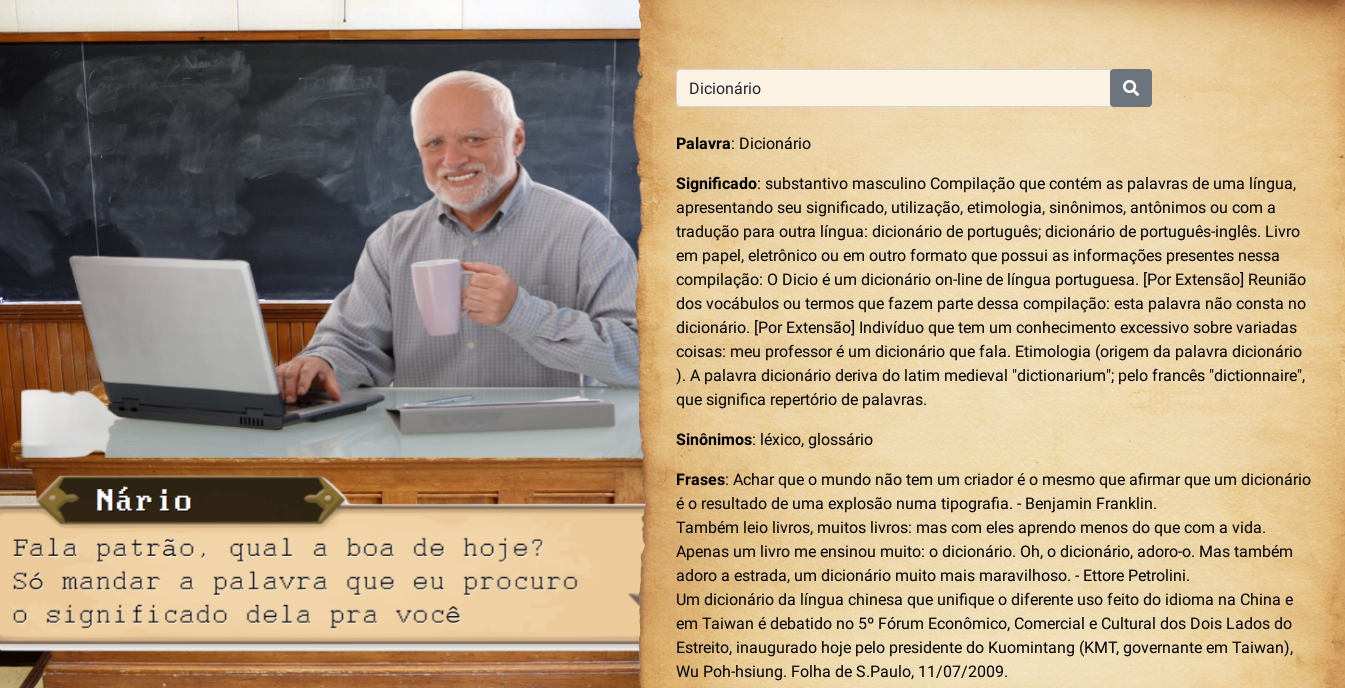 Nário
Fala patrão, qual a boa de hoje?
Só mandar a palavra que eu procuro
o significado dela pra você
Dicionário
Palavra: Dicionário
Significado: substantivo masculino Compilação que contém as palavras de uma língua,
apresentando seu significado, utilização, etimologia, sinônimos, antônimos ou com a
tradução para outra língua: dicionário de português; dicionário de português-inglês. Livro
em papel, eletrônico ou em outro formato que possui as informações presentes nessa
compilação: O Dicio é um dicionário on-line de língua portuguesa. [Por Extensão] Reunião
dos vocábulos ou termos que fazem parte dessa compilação: esta palavra não consta no
dicionário. [Por Extensão] Indivíduo que tem um conhecimento excessivo sobre variadas
coisas: meu professor é um dicionário que fala. Etimologia (origem da palavra dicionário
). A palavra dicionário deriva do latim medieval "dictionarium"; pelo francês "dictionnaire",
que significa repertório de palavras.
Sinônimos: léxico, glossário
Frases: Achar que o mundo não tem um criador é o mesmo que afirmar que um dicionário
é o resultado de uma explosão numa tipografia. - Benjamin Franklin.
Também leio livros, muitos livros: mas com eles aprendo menos do que com a vida.
Apenas um livro me ensinou muito: o dicionário. Oh, o dicionário, adoro-o. Mas também
adoro a estrada, um dicionário muito mais maravilhoso. - Ettore Petrolini.
Um dicionário da língua chinesa que unifique o diferente uso feito do idioma na China e
em Taiwan é debatido no 5º Fórum Econômico, Comercial e Cultural dos Dois Lados do
Estreito, inaugurado hoje pelo presidente do Kuomintang (KMT, governante em Taiwan),
Wu Poh-hsiung. Folha de S.Paulo, 11/07/2009.